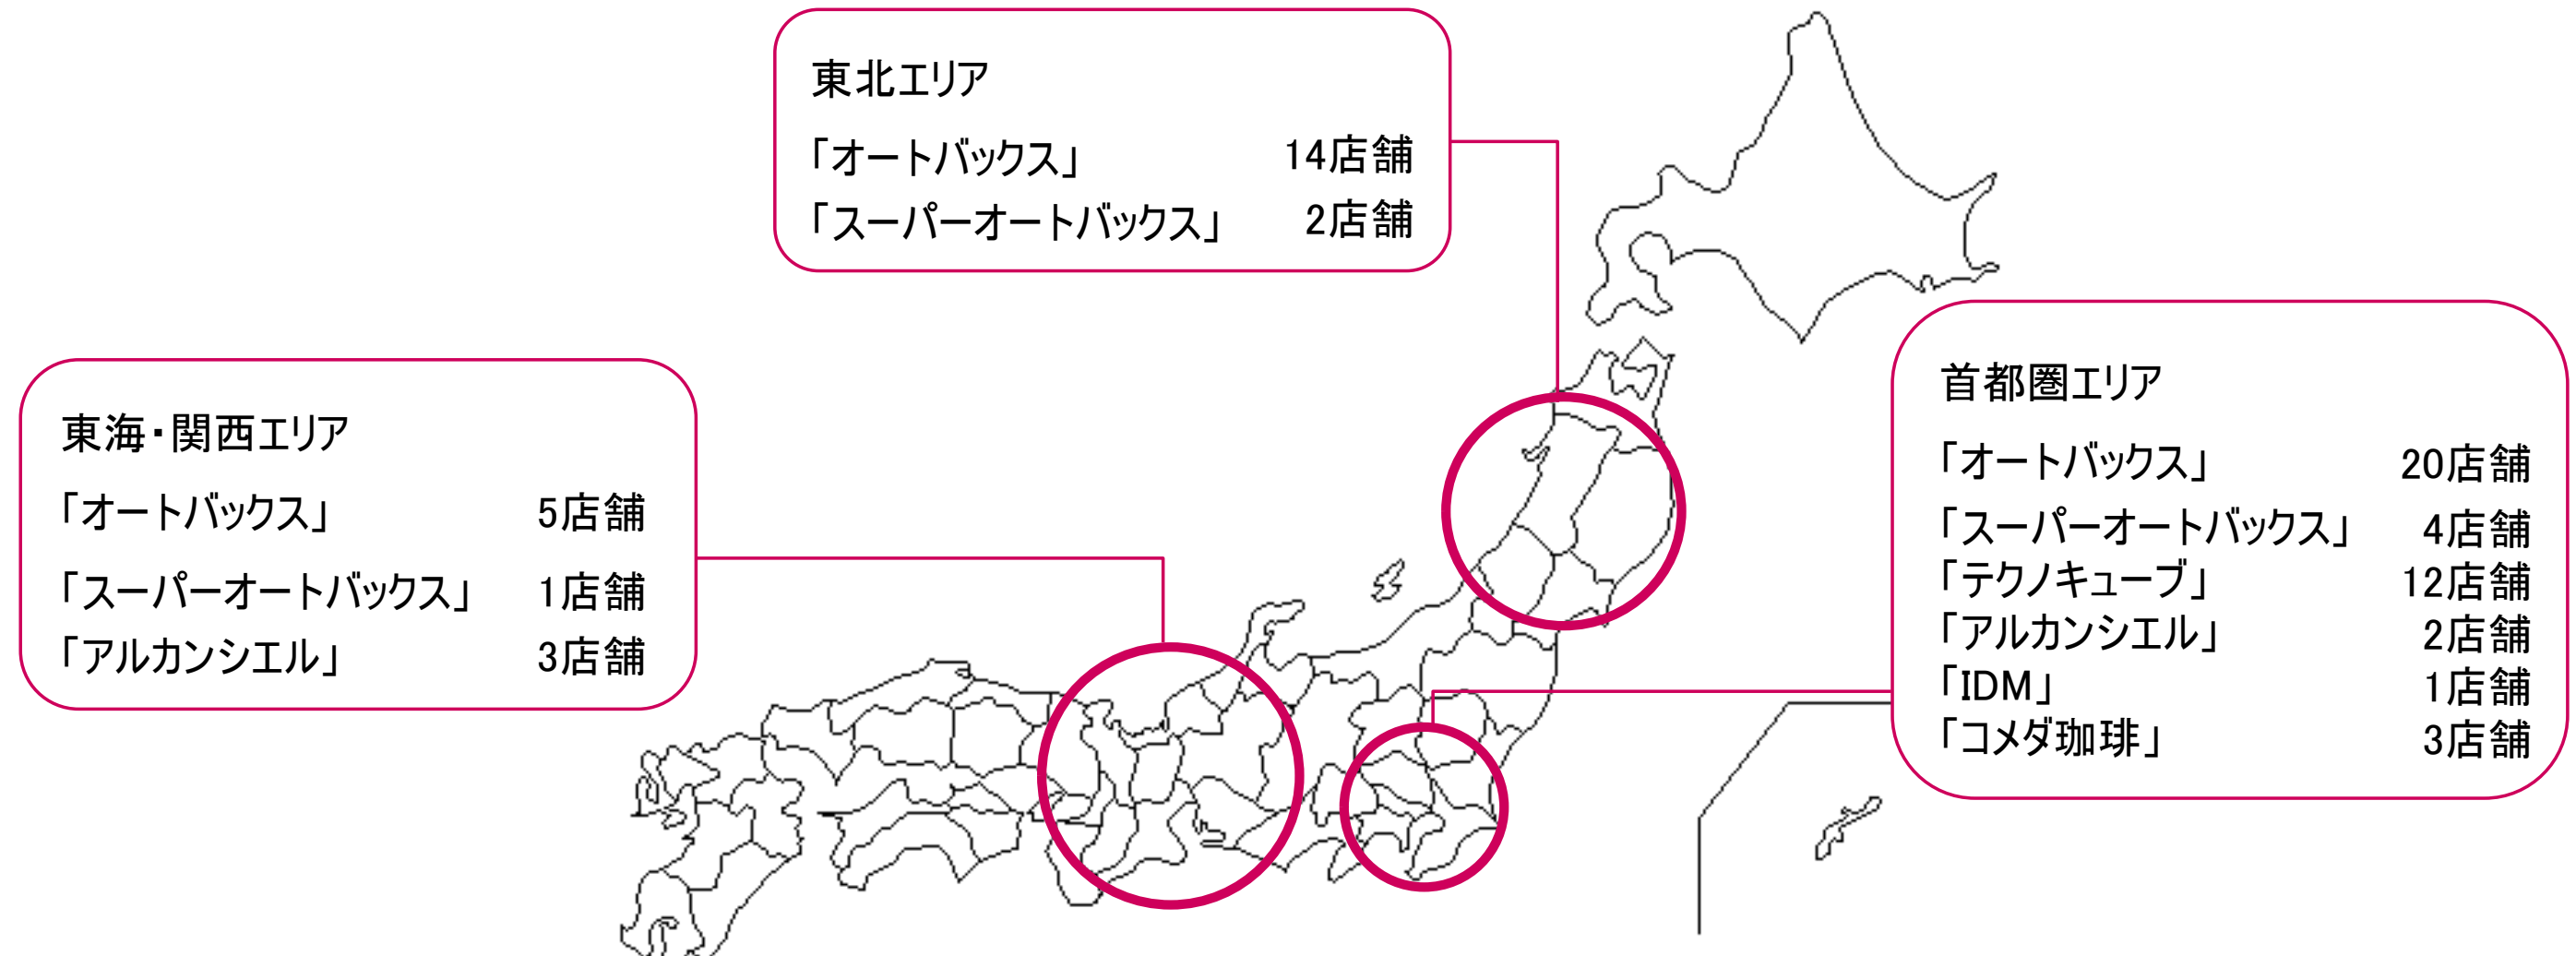 東北エリア
「オートバックス」 14店舗
「スーパーオートバックス」 2店舗
東海・関西エリア
「オートバックス」 5店舗
「スーパーオートバックス」 1店舗
「アルカンシエル」 3店舗
首都圏エリア
「オートバックス」 20店舗
「スーパーオートバックス」 4店舗
「テクノキューブ」 12店舗
「アルカンシエル」 2店舗
「IDM」 1店舗
「コメダ珈琲」 3店舗